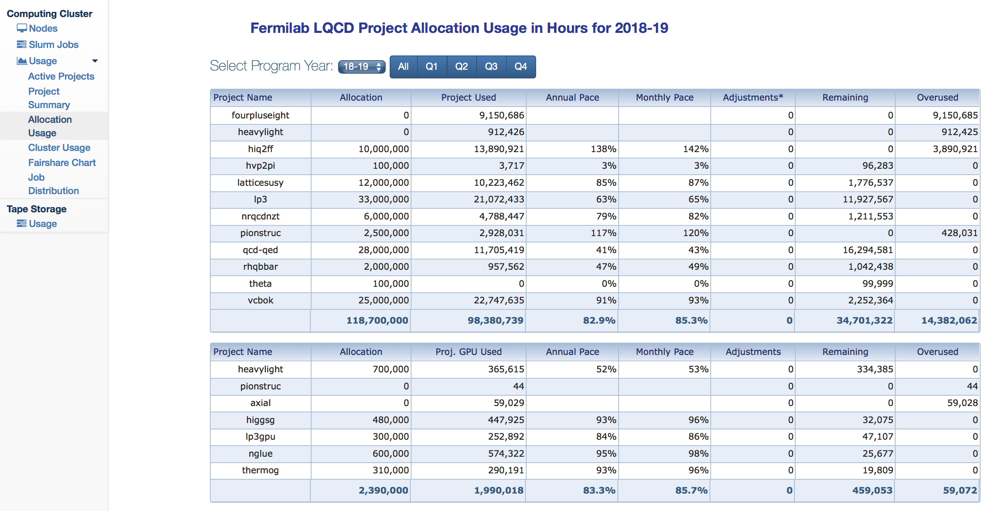 Computing Cluster
Nodes
Slurm Jobs
Usage
Active Projects
Project
Summary
Allocation
Usage
Cluster Usage
Fairshare Chart
Job
Distribution
Tape Storage
Usage
Fermilab LQCD Project Allocation Usage in Hours for 2018-19
Select Program Year: 18-19 All Q1 Q2 Q3 Q4
Project Name Allocation Project Used Annual Pace Monthly Pace Adjustments* Remaining Overused
fourpluseight 0 9,150,686 0 0 9,150,685
heavylight 0 912,426 0 0 912,425
hiq2ff 10,000,000 13,890,921 138% 142% 0 0 3,890,921
hvp2pi 100,000 3,717 3% 3% 0 96,283 0
latticesusy 12,000,000 10,223,462 85% 87% 0 1,776,537 0
lp3 33,000,000 21,072,433 63% 65% 0 11,927,567 0
nrqcdnzt 6,000,000 4,788,447 79% 82% 0 1,211,553 0
pionstruc 2,500,000 2,928,031 117% 120% 0 0 428,031
qcd-qed 28,000,000 11,705,419 41% 43% 0 16,294,581 0
rhqbbar 2,000,000 957,562 47% 49% 0 1,042,438 0
theta 100,000 0 0% 0% 0 99,999 0
vcbok 25,000,000 22,747,635 91% 93% 0 2,252,364 0
118,700,000 98,380,739 82.9% 85.3% 0 34,701,322 14,382,062
Project Name Allocation Proj. GPU Used Annual Pace Monthly Pace Adjustments Remaining Overused
heavylight 700,000 365,615 52% 53% 0 334,385 0
pionstruc 0 44 0 0 44
axial 0 59,029 0 0 59,028
higgsg 480,000 447,925 93% 96% 0 32,075 0
lp3gpu 300,000 252,892 84% 86% 0 47,107 0
nglue 600,000 574,322 95% 98% 0 25,677 0
thermog 310,000 290,191 93% 96% 0 19,809 0
2,390,000 1,990,018 83.3% 85.7% 0 459,053 59,072